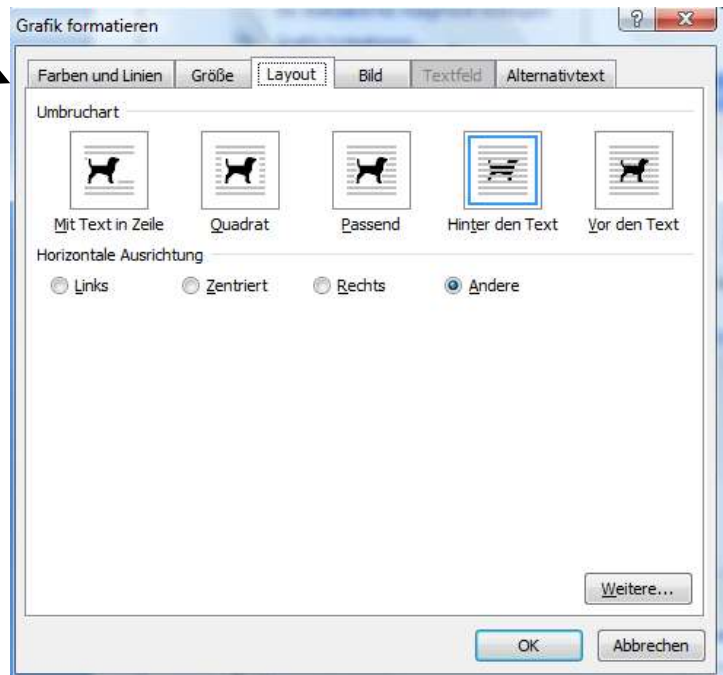 Grafik formatieren
Farben und Linien Größe Layout Bild Textfeld Alternativtext
Umbruchart
Mit Text in Zeile Quadrat Passend Hinter den Text Vor den Text
Horizontale Ausrichtung
Links Zentriert Rechts Andere
Weitere...
OK Abbrechen